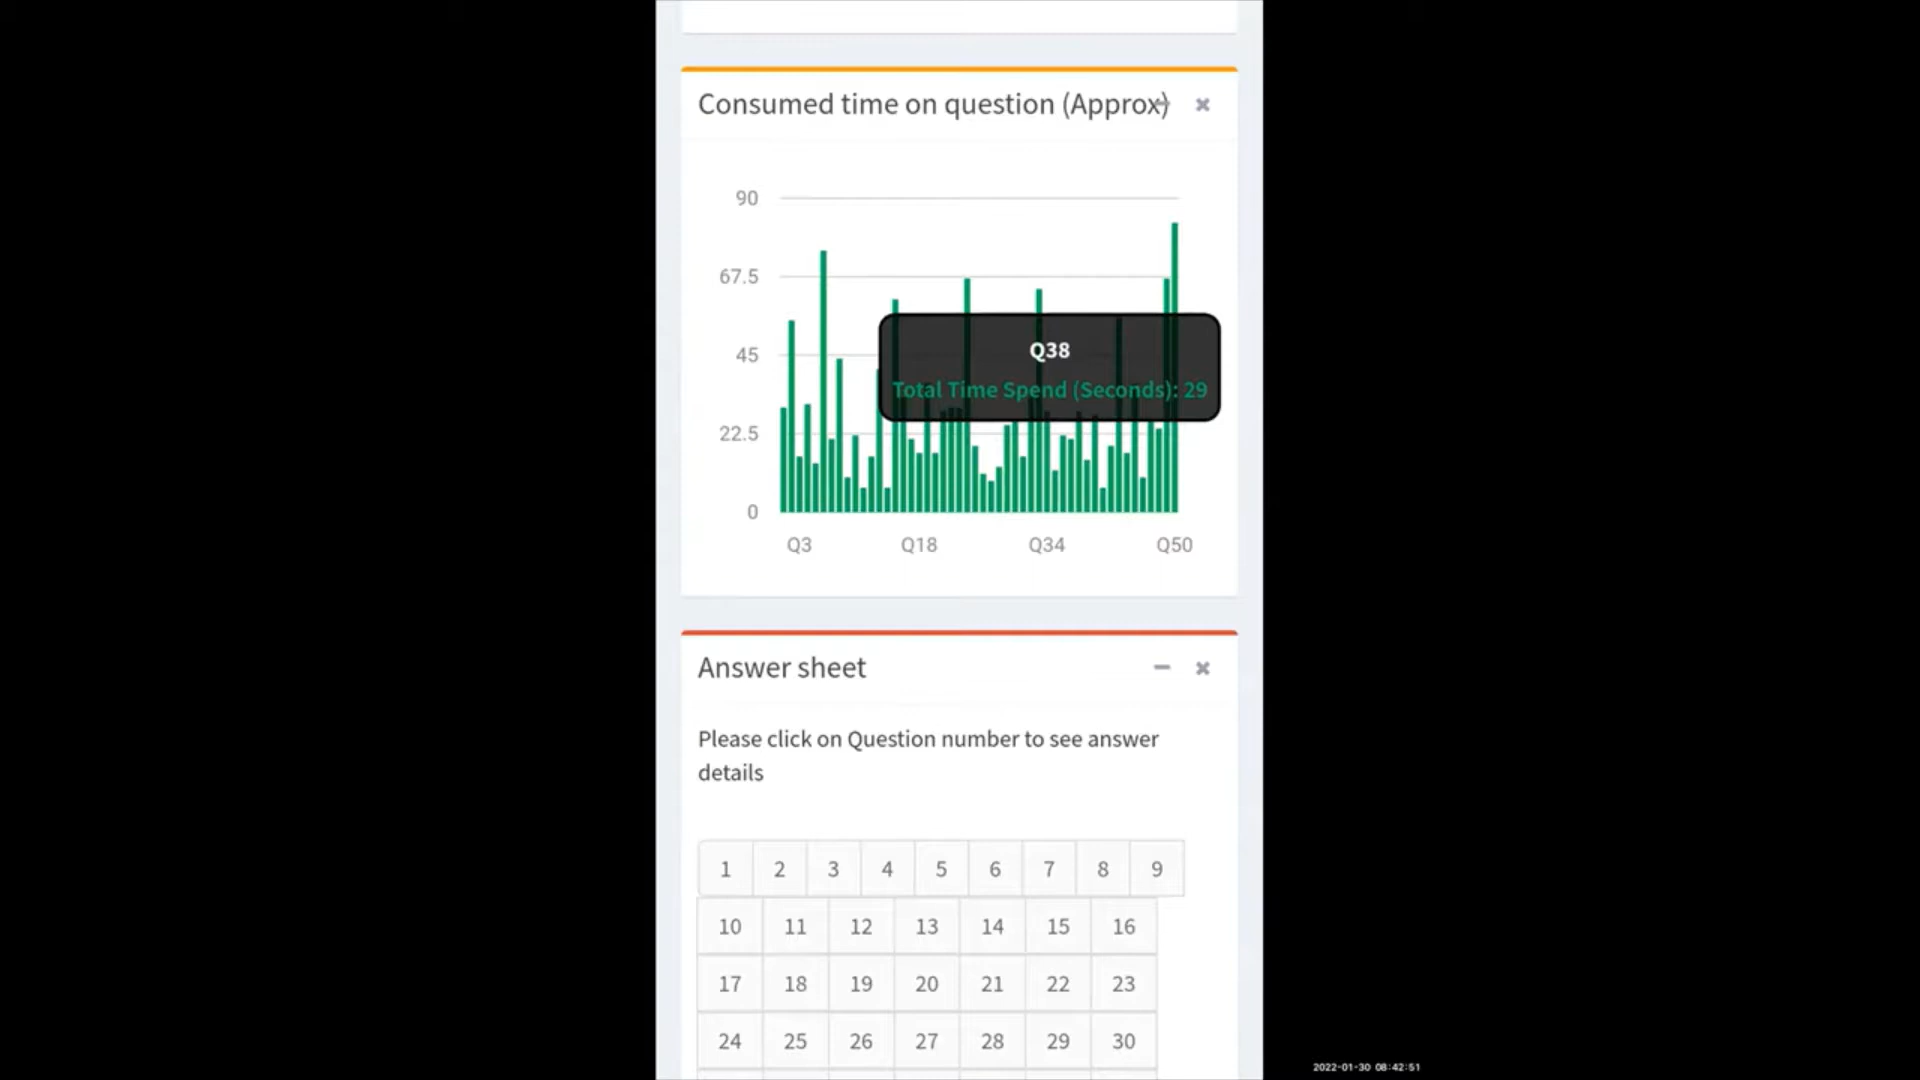 Consumed time on question (Approx)
90
67.5
45
22.5
0
Q38
Total Time Spend (Seconds): 29
Q3 Q18 Q34 Q50
Answer sheet
Please click on Question number to see answer
details
1 2 3 4 5 6 7 8 9
10 11 12 13 14 15 16
17 18 19 20 21 22 23
24 25 26 27 28 29 30
2022-01-30 08:42:51